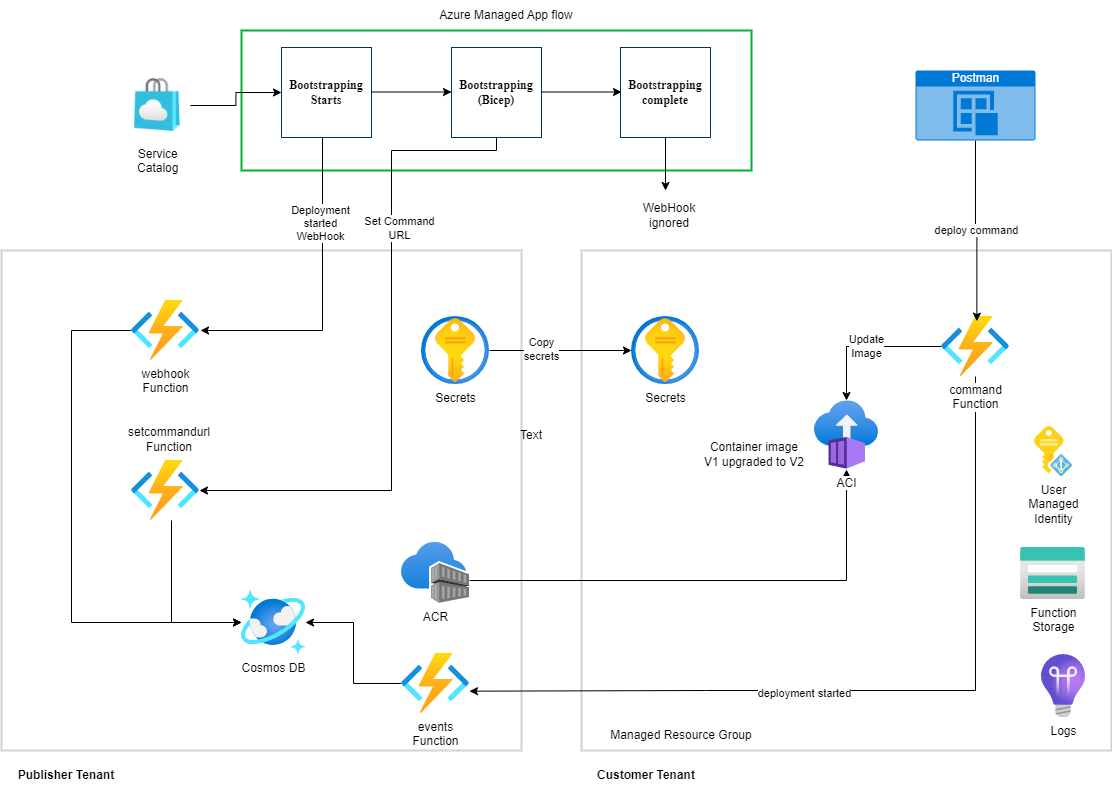 Azure Managed App flow
Bootstrapping
Starts
Bootstrapping
(Bicep)
Bootstrapping
complete
Postman
Service
Catalog
Deployment
started
WebHook
Set Command
URL
WebHook
ignored
deploy command
webhook
Function
Secrets
Copy
secrets
Secrets
Update
Image
command
Function
setcommandurl
Function
Text
Container image
V1 upgraded to V2
ACI
User
Managed
Identity
ACR
Function
Storage
Cosmos DB
events
Function
deployment started
Logs
Managed Resource Group
Publisher Tenant
Customer Tenant